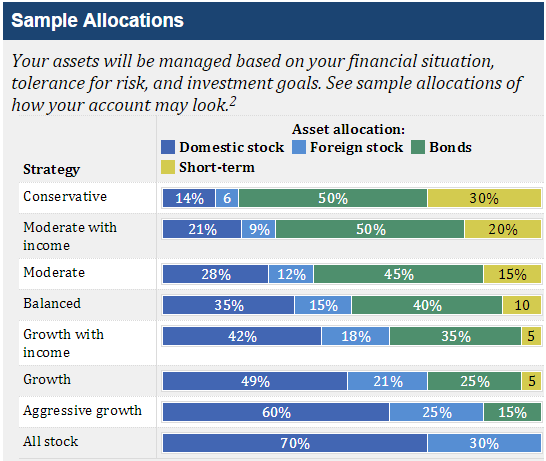 Sample Allocations
Your assets will be managed based on your financial situation,
tolerance for risk, and investment goals. See sample allocations of
how your account may look.2
Asset allocation:
Domestic stock Foreign stock Bonds
Short-term
Strategy
Conservative 14% 6 50% 30%
Moderate with
income 21% 9% 50% 20%
Moderate 28% 12% 45% 15%
Balanced 35% 15% 40% 10
Growth with
income 42% 18% 35% 5
Growth 49% 21% 25% 5
Aggressive growth 60% 25% 15%
All stock 70% 30%